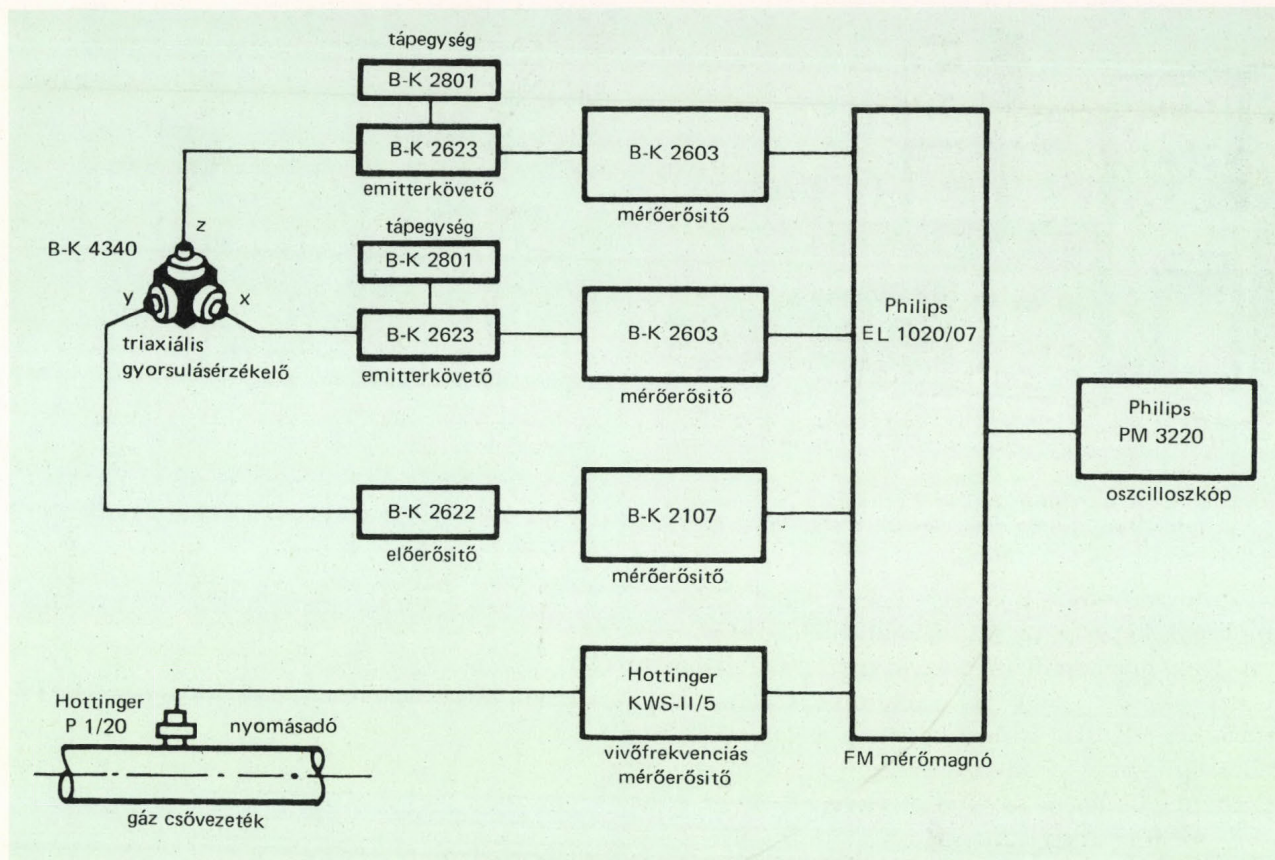 tápegység
B-K 2801
B-K 2623
emitterkövető
B-K 2603
mérőerősitő
z
B-K 4340
y
x
triaxiális
gyorsulásérzékelő
tápegység
B-K 2801
B-K 2623
emitterkövető
B-K 2603
mérőerősitő
Philips
EL 1020/07
Philips
PM 3220
oszcilloszkóp
B-K 2622
előerősitő
B-K 2107
mérőerősitő
Hottinger
P 1/20
nyomásadó
gáz csővezeték
Hottinger
KWS-II/5
vivőfrekvenciás
mérőerősitő
FM mérőmagnó